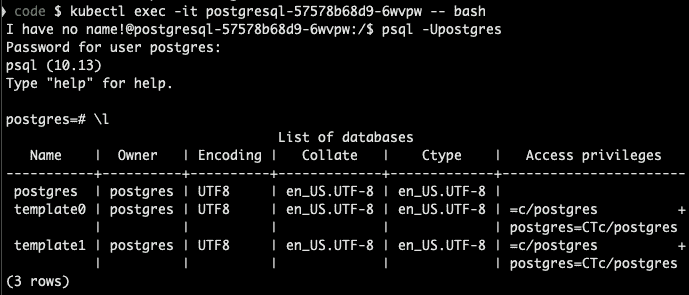 ❯ code $ kubectl exec -it postgresql-57578b68d9-6wvpw -- bash
I have no name!@postgresql-57578b68d9-6wvpw:/$ psql -Upostgres
Password for user postgres:
psql (10.13)
Type "help" for help.

postgres=# \l
                                  List of databases
   Name    |  Owner   | Encoding |   Collate   |    Ctype    |   Access privileges
-----------+----------+----------+-------------+-------------+-----------------------
 postgres  | postgres | UTF8     | en_US.UTF-8 | en_US.UTF-8 |
 template0 | postgres | UTF8     | en_US.UTF-8 | en_US.UTF-8 | =c/postgres          +
           |          |          |             |             | postgres=CTc/postgres
 template1 | postgres | UTF8     | en_US.UTF-8 | en_US.UTF-8 | =c/postgres          +
           |          |          |             |             | postgres=CTc/postgres
(3 rows)